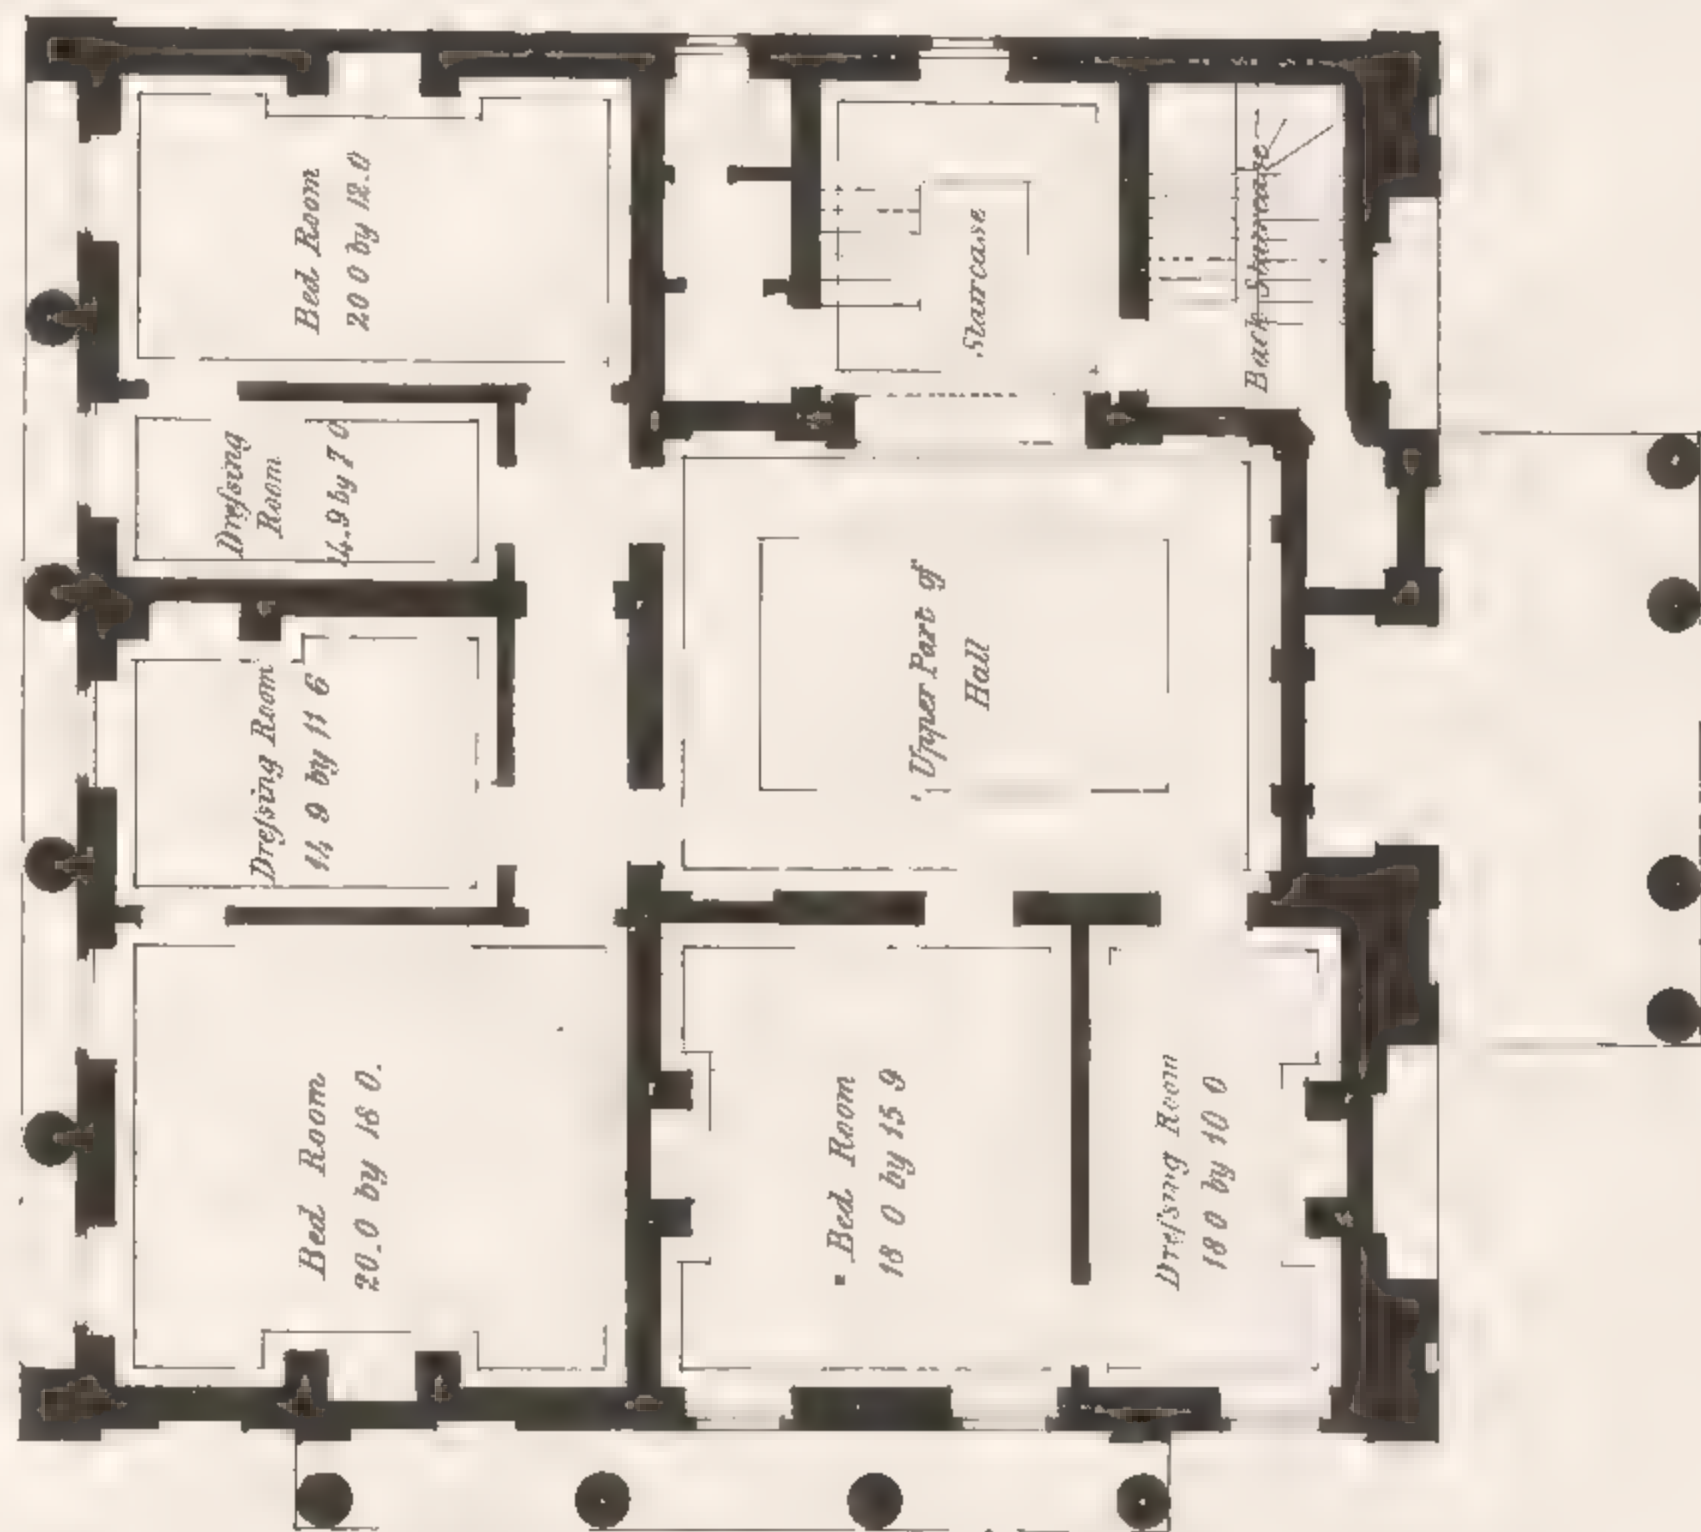 Bed Room
20 0 by 12.0
Dreſsing
Room
14.9 by 7 0
Dreſsing Room
14 9 by 11 6
Bed Room
20.0 by 18 0.
Staircase
Back Staircase
Upper Part of
Hall
Bed Room
18 0 by 15 9
Dreſsing Room
18 0 by 10 0